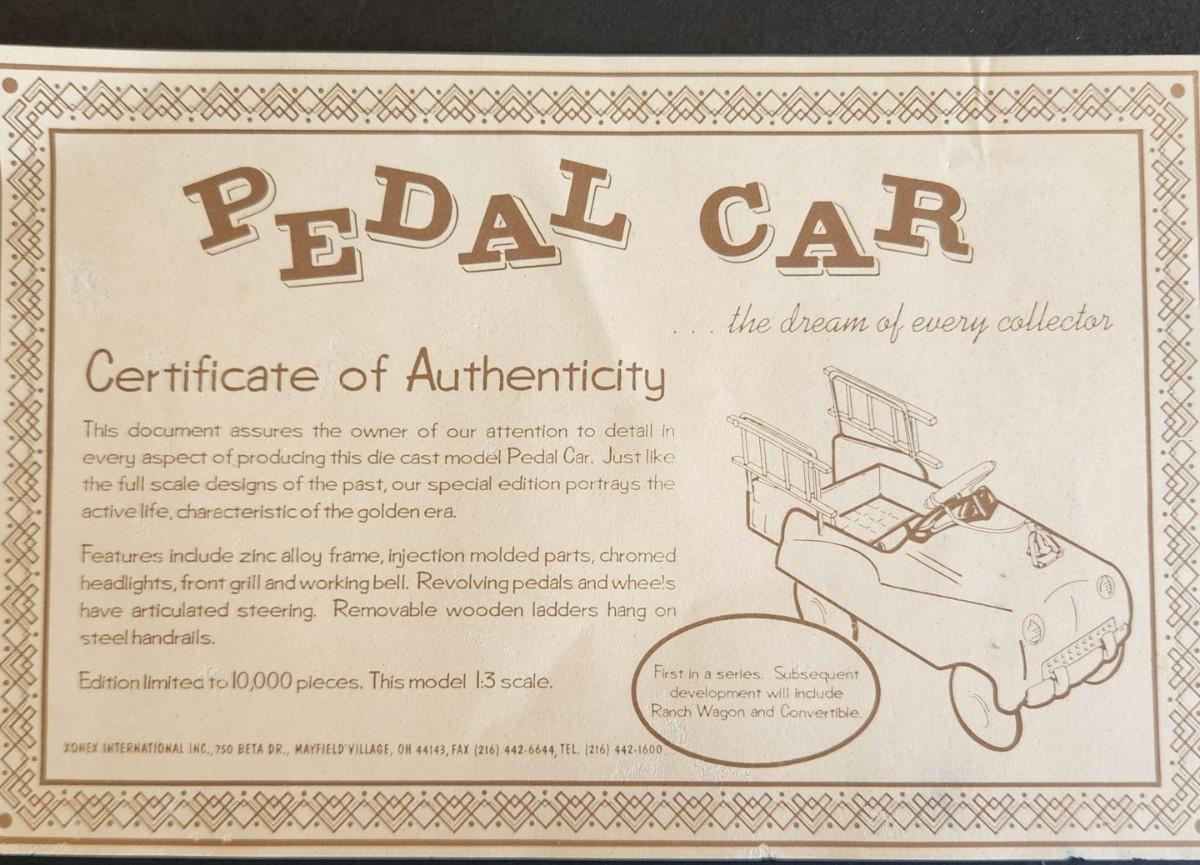 PEDAL CAR
... the dream of every collector
Certificate of Authenticity
This document assures the owner of our attention to detail in
every aspect of producing this die cast model Pedal Car. Just like
the full scale designs of the past, our special edition portrays the
active life, characteristic of the golden era.
Features include zinc alloy frame, injection molded parts, chromed
headlights, front grill and working bell. Revolving pedals and wheels
have articulated steering. Removable wooden ladders hang on
steel handrails.
Edition limited to 10,000 pieces. This model 1:3 scale.
First in a series. Subsequent
development will include
Ranch Wagon and Convertible.
XONEX INTERNATIONAL INC., 750 BETA DR., MAYFIELD VILLAGE, OH 44143, FAX (216) 442-6644, TEL. (216) 442-1600